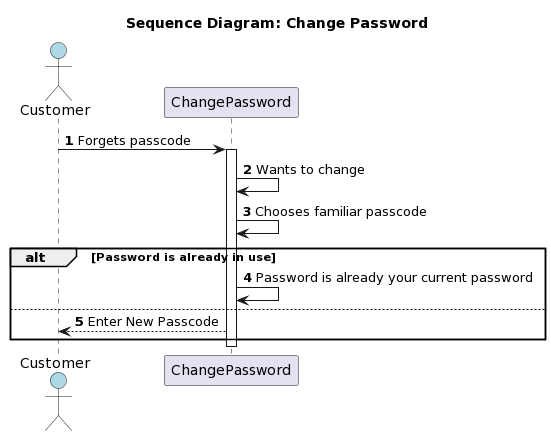 Sequence Diagram: Change Password
Customer
ChangePassword
1 Forgets passcode
2 Wants to change
3 Chooses familiar passcode
alt [Password is already in use]
4 Password is already your current password
5 Enter New Passcode
Customer
ChangePassword